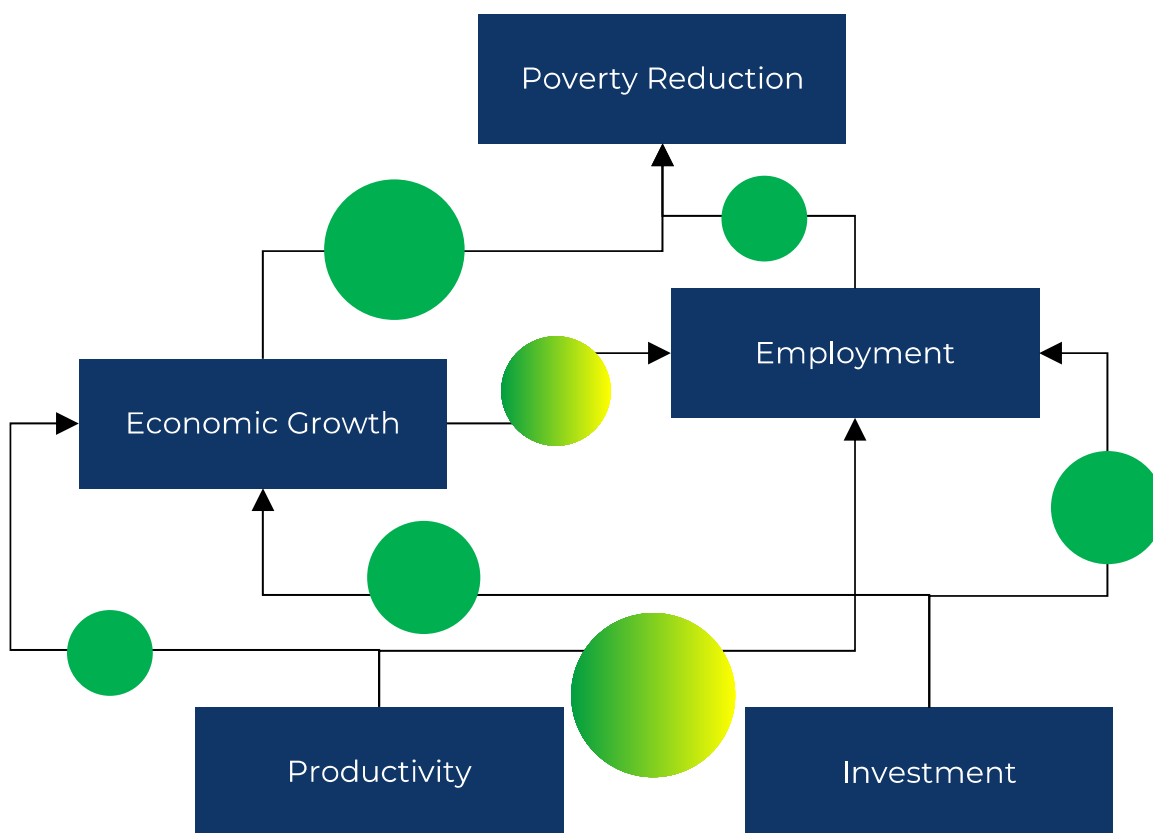 Poverty Reduction
Employment
Economic Growth
Productivity
Investment